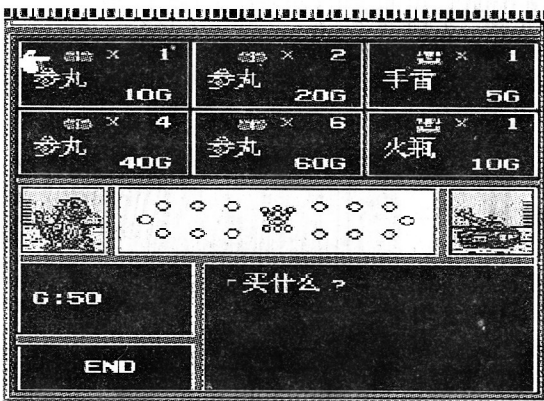 × 1 × 2 × 1
参丸 参丸 手雷
10G 20G 5G
× 4 × 6 × 1
参丸 参丸 火瓶
40G 60G 10G
「买什么?
G:50
END